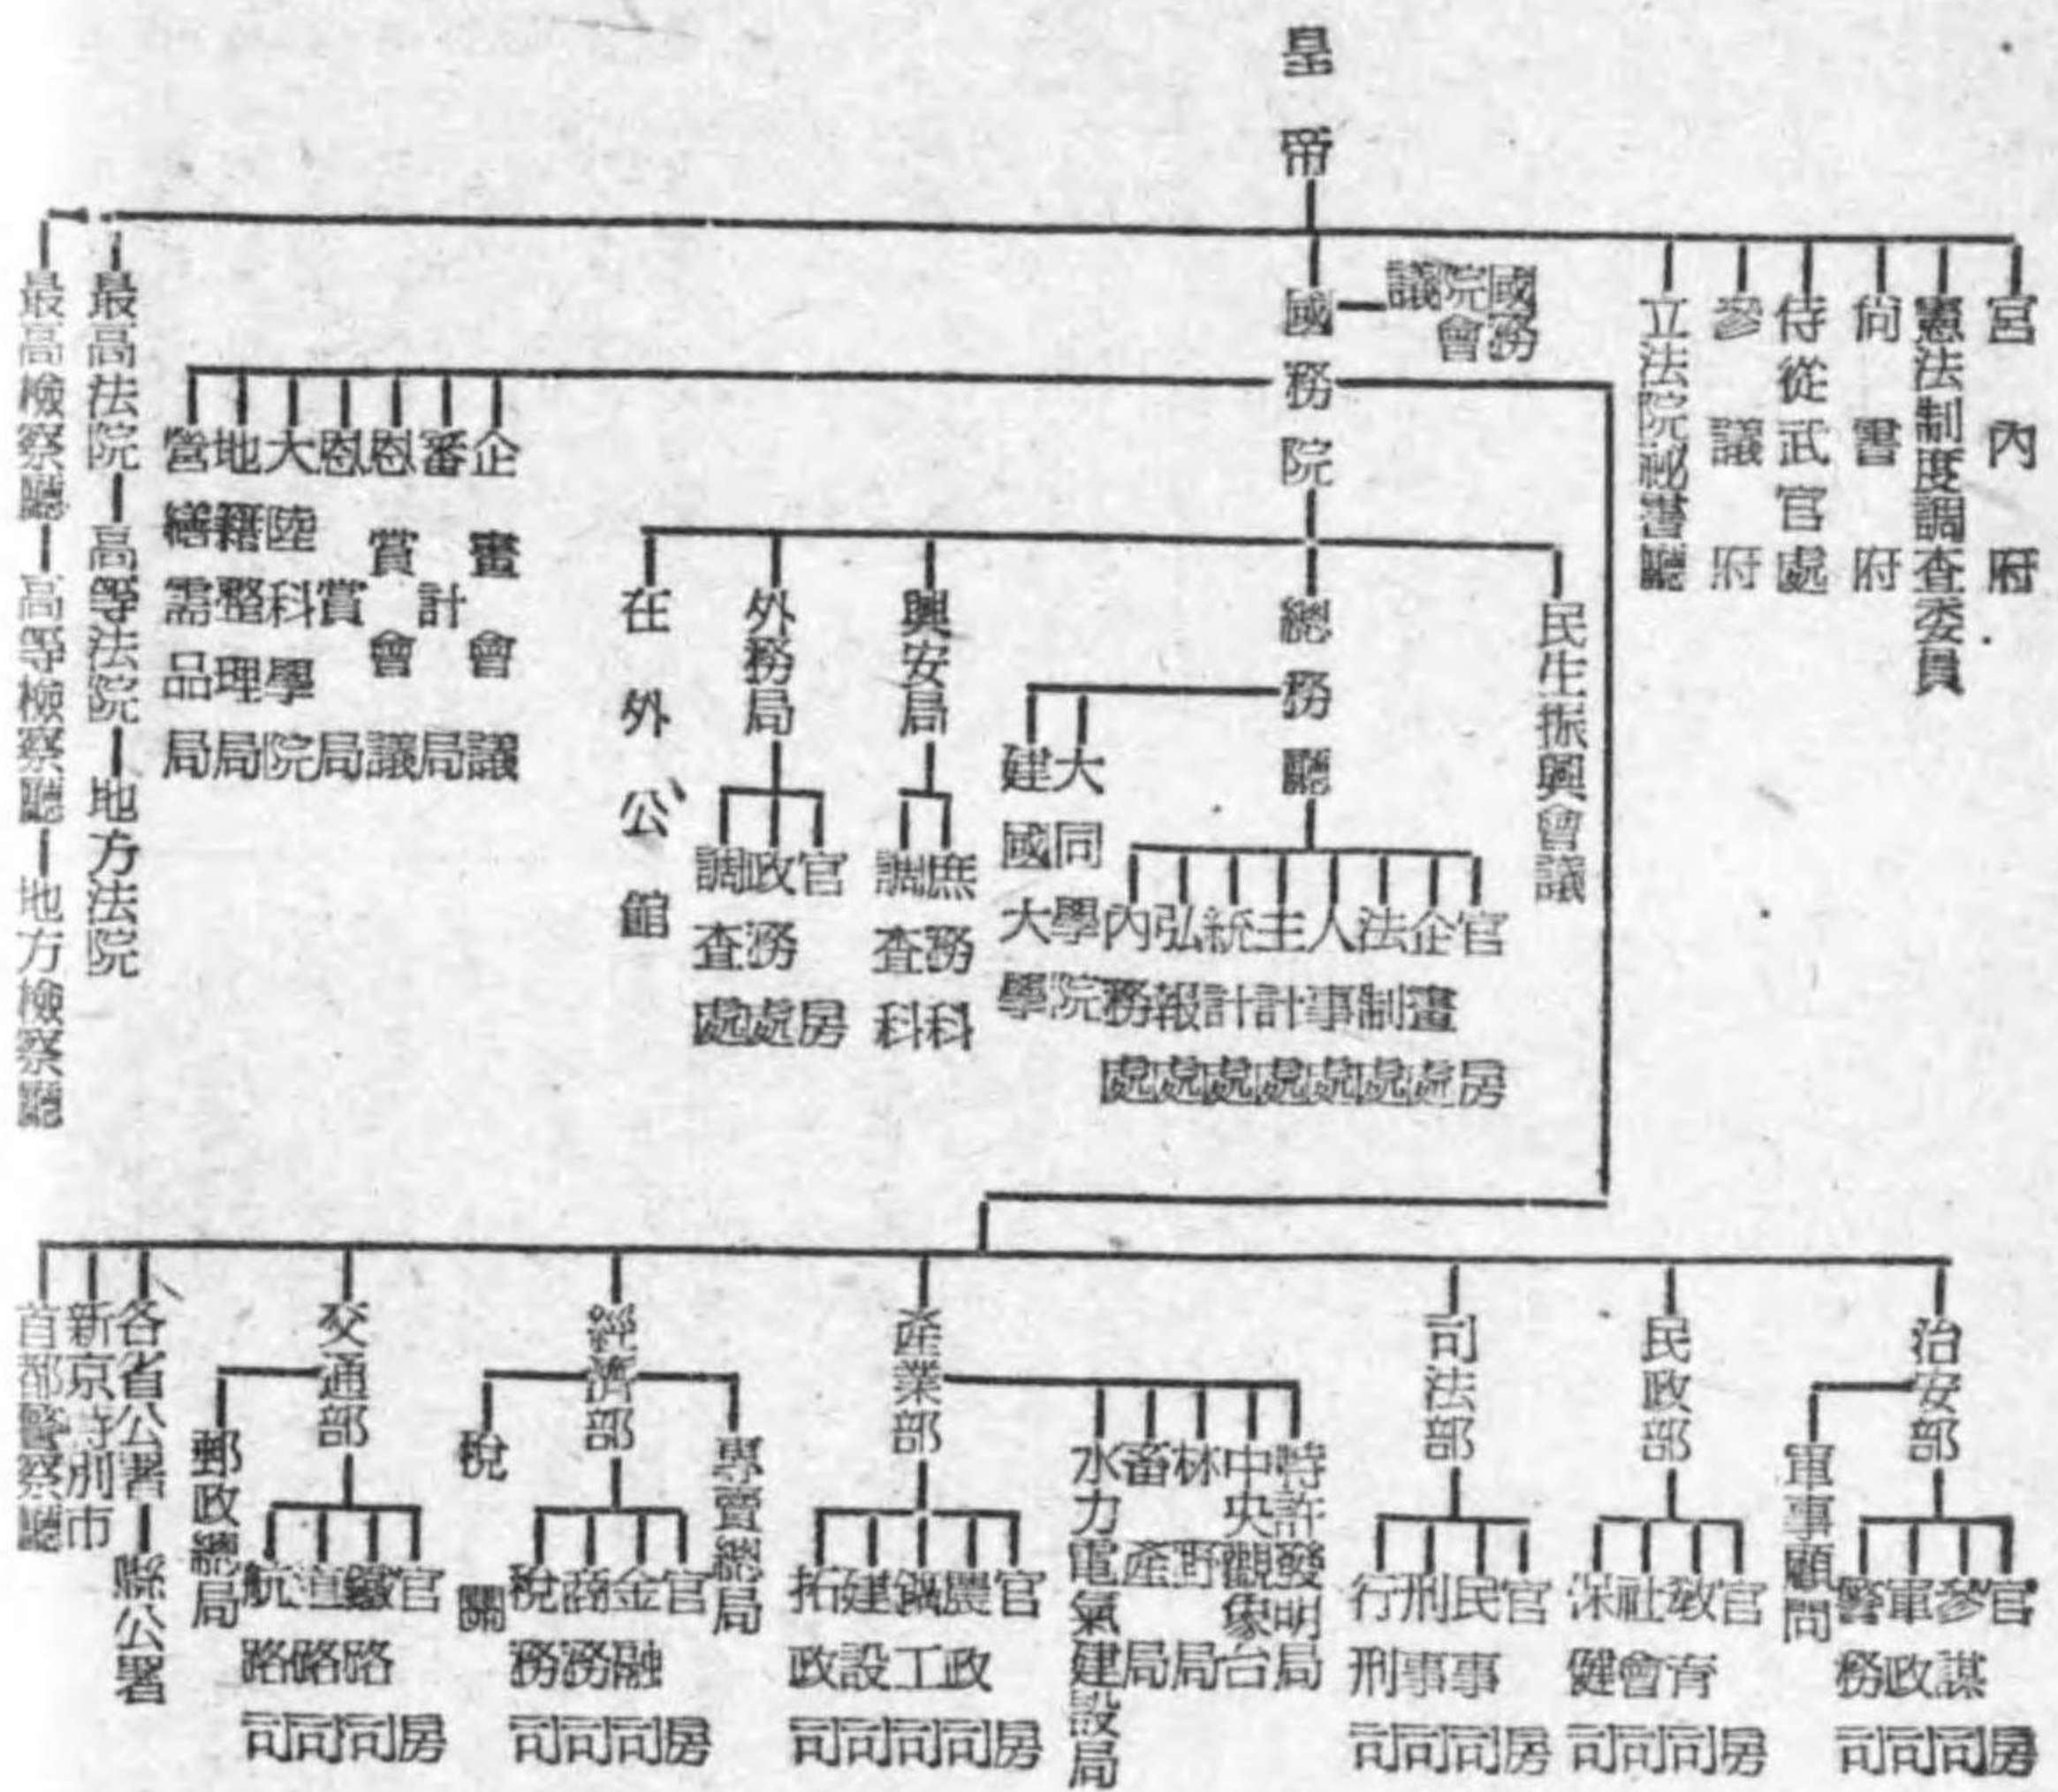 皇帝
宮內府
憲法制度調查委員
尙書府
侍從武官處
參議府
立法院祕書廳
國務院
國務院會議
最高法院
高等法院
地方法院
最高檢察廳
高等檢察廳
地方檢察廳
企畫會議
審計局
恩賞會議
恩賞局
大陸科學院
地籍整理局
營繕需品局
民生振興會議
總務廳
官房
企畫處
法制處
人事處
主計處
統計處
弘報處
內務處
大同學院
建國大學
興安局
庶務科
調查科
外務局
官房
政務處
調查處
在外公館
治安部
軍事顧問
官房
參謀司
軍政司
警務司
民政部
官房
敎育司
社會司
保健司
司法部
官房
民事司
刑事司
行刑司
產業部
特許發明局
中央觀象台
林野局
畜產局
水力電氣建設局
官房
農政司
鑛工司
建設司
拓政司
經濟部
專賣總局
稅關
官房
金融司
商務司
稅務司
交通部
郵政總局
官房
鐵路司
道路司
航路司
各省公署
縣公署
新京特別市
首都警察廳